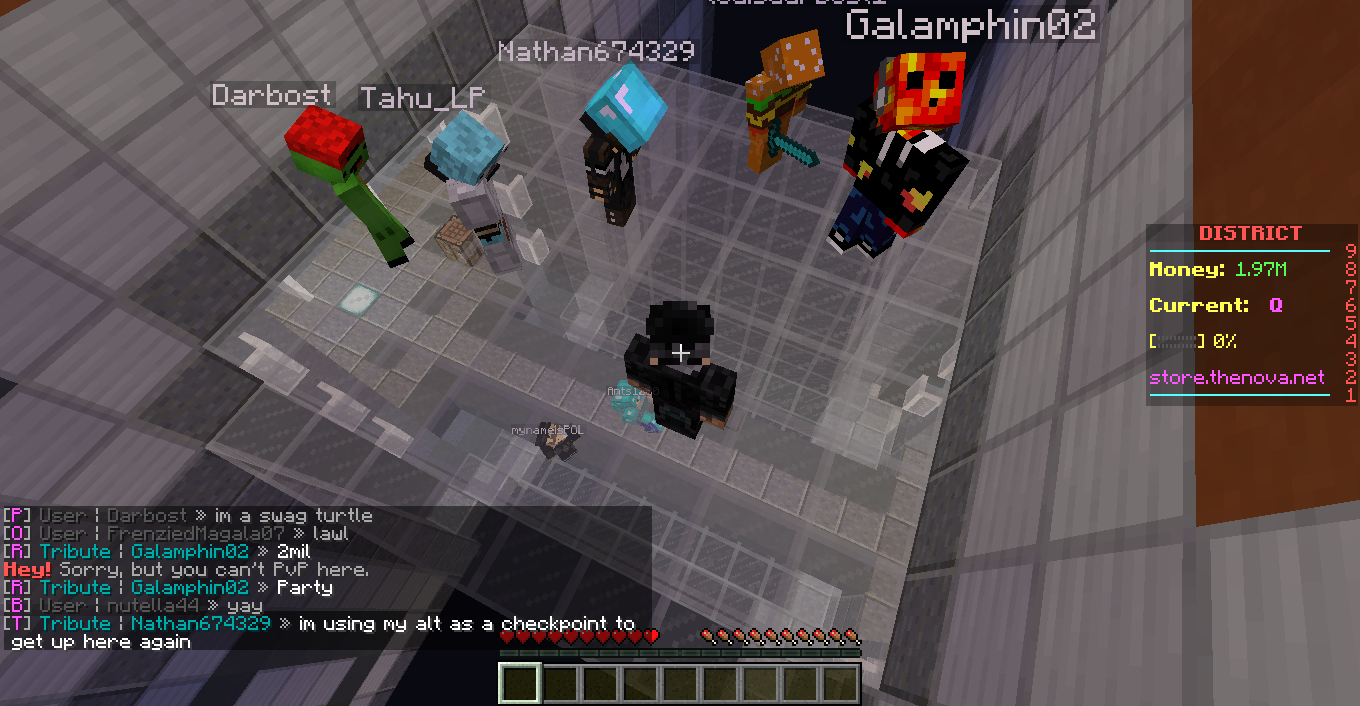 Galamphin02
Nathan674329
Darbost
Tahu_LP
DISTRICT
9
Money: 1.97M
8
7
Current: Q
6
5
[] 0%
4
3
store.thenova.net
2
1
mynameisPOL
[P] User ¦ Darbost » im a swag turtle
[O] User ¦ FrenziedMagala07 » lawl
[R] Tribute ¦ Galamphin02 » 2mil
Hey! Sorry, but you can't PvP here.
[R] Tribute ¦ Galamphin02 » Party
[B] User ¦ nutella44 » yay
[T] Tribute ¦ Nathan674329 » im using my alt as a checkpoint to
get up here again